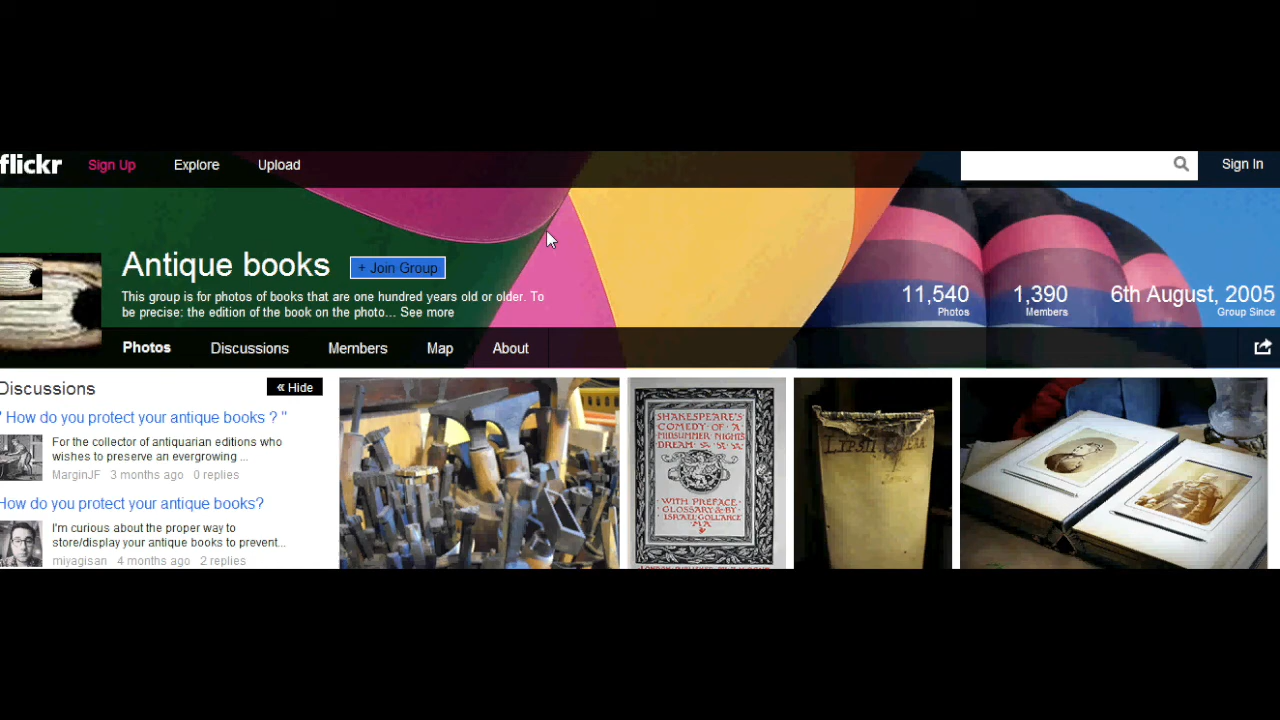 flickr Sign Up Explore Upload Sign In
Antique books + Join Group
This group is for photos of books that are one hundred years old or older. To
be precise: the edition of the book on the photo... See more
11,540 1,390 6th August, 2005
Photos Members Group Since
Photos Discussions Members Map About
Discussions « Hide
" How do you protect your antique books ? "
For the collector of antiquarian editions who
wishes to preserve an evergrowing ...
MarginJF 3 months ago 0 replies
How do you protect your antique books?
I'm curious about the proper way to
store/display your antique books to prevent...
miyagisan 4 months ago 2 replies
SHAKESPEARE'S
COMEDY OF A
MIDSUMMER NIGHTS
DREAM
WITH PREFACE
GLOSSARY &c BY
ISRAEL GOLLANCZ
MA